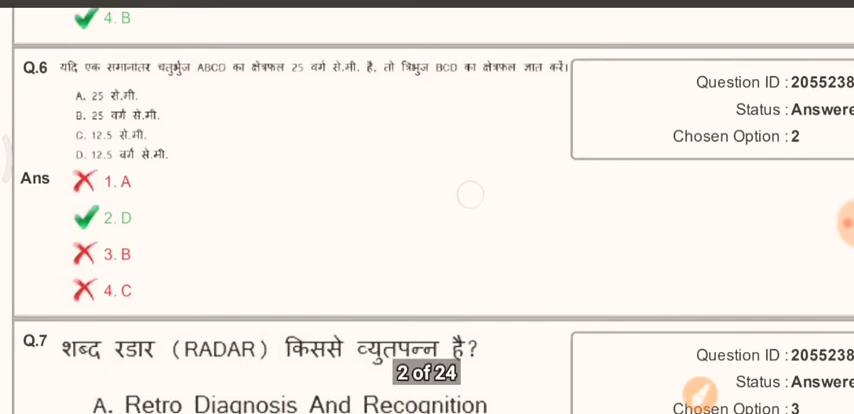 4. B
Q.6 यदि एक समानांतर चतुर्भुज ABCD का क्षेत्रफल 25 वर्ग से.मी. है, तो त्रिभुज BCD का क्षेत्रफल ज्ञात करें।
Question ID : 2055238
A. 25 से.मी.
Status : Answere
B. 25 वर्ग से.मी.
Chosen Option : 2
C. 12.5 से.मी.
D. 12.5 वर्ग से.मी.
Ans 1. A
2. D
3. B
4. C
Q.7 शब्द रडार (RADAR) किससे व्युतपन्न है?
Question ID : 2055238
2 of 24
Status : Answere
A. Retro Diagnosis And Recognition
Chosen Option : 3